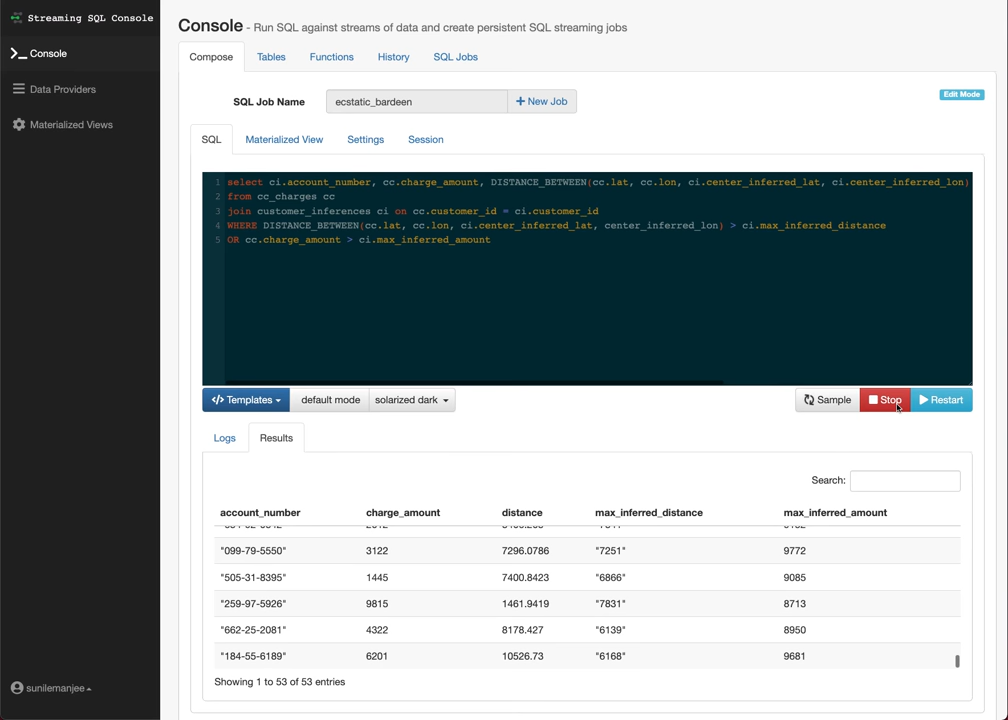 Streaming SQL Console
Console - Run SQL against streams of data and create persistent SQL streaming jobs
Console
Data Providers
Materialized Views
Compose Tables Functions History SQL Jobs
SQL Job Name ecstatic_bardeen + New Job
Edit Mode
SQL Materialized View Settings Session
1 select ci.account_number, cc.charge_amount, DISTANCE_BETWEEN(cc.lat, cc.lon, ci.center_inferred_lat, ci.center_inferred_lon)
2 from cc_charges cc
3 join customer_inferences ci on cc.customer_id = ci.customer_id
4 WHERE DISTANCE_BETWEEN(cc.lat, cc.lon, ci.center_inferred_lat, center_inferred_lon) > ci.max_inferred_distance
5 OR cc.charge_amount > ci.max_inferred_amount
</> Templates default mode solarized dark Sample Stop Restart
Logs Results
Search:
account_number charge_amount distance max_inferred_distance max_inferred_amount
"099-79-5550" 3122 7296.0786 "7251" 9772
"505-31-8395" 1445 7400.8423 "6866" 9085
"259-97-5926" 9815 1461.9419 "7831" 8713
"662-25-2081" 4322 8178.427 "6139" 8950
"184-55-6189" 6201 10526.73 "6168" 9681
Showing 1 to 53 of 53 entries
sunilemanjee